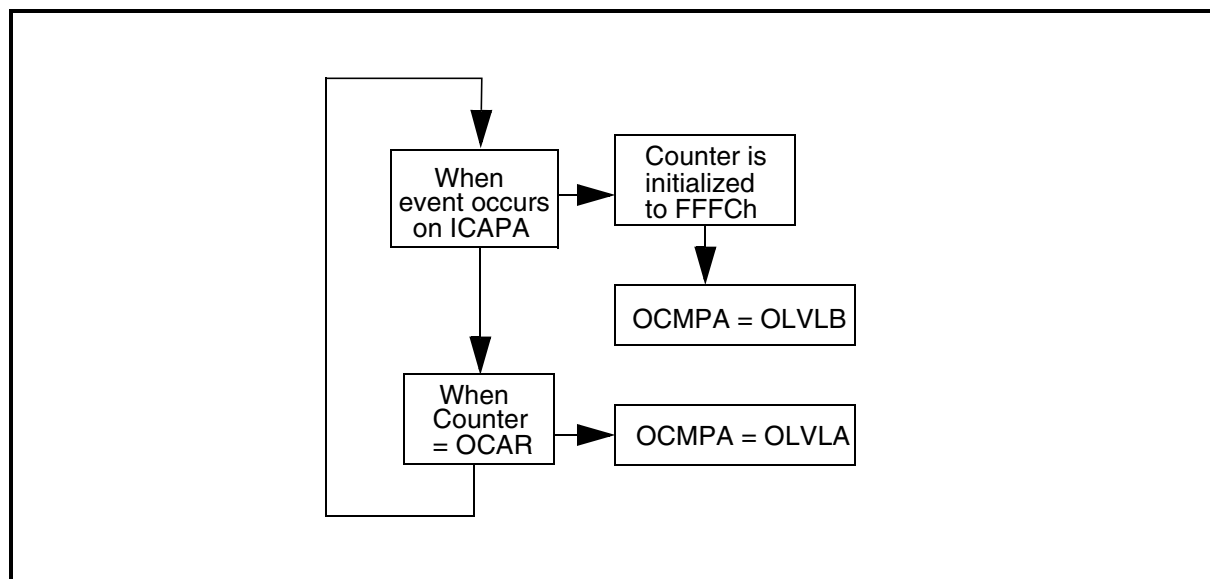 When
event occurs
on ICAPA
Counter is
initialized
to FFFCh
OCMPA = OLVLB
When
Counter
= OCAR
OCMPA = OLVLA